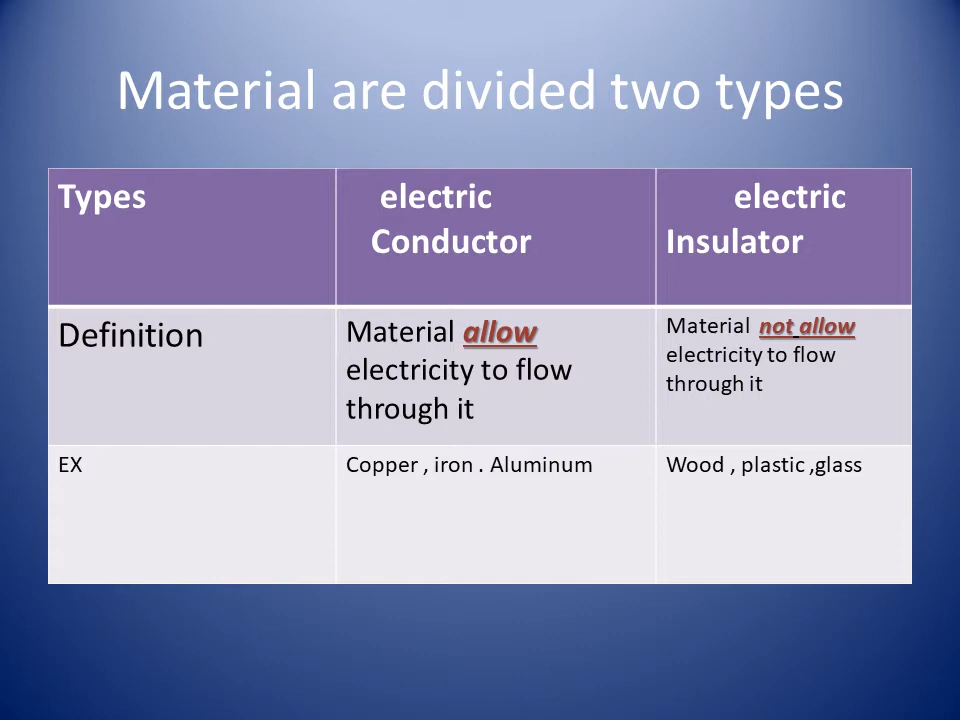 Material are divided two types
Types
electric
Conductor
electric
Insulator
Definition
Material allow
electricity to flow
through it
Material not allow
electricity to flow
through it
EX
Copper , iron . Aluminum
Wood , plastic ,glass